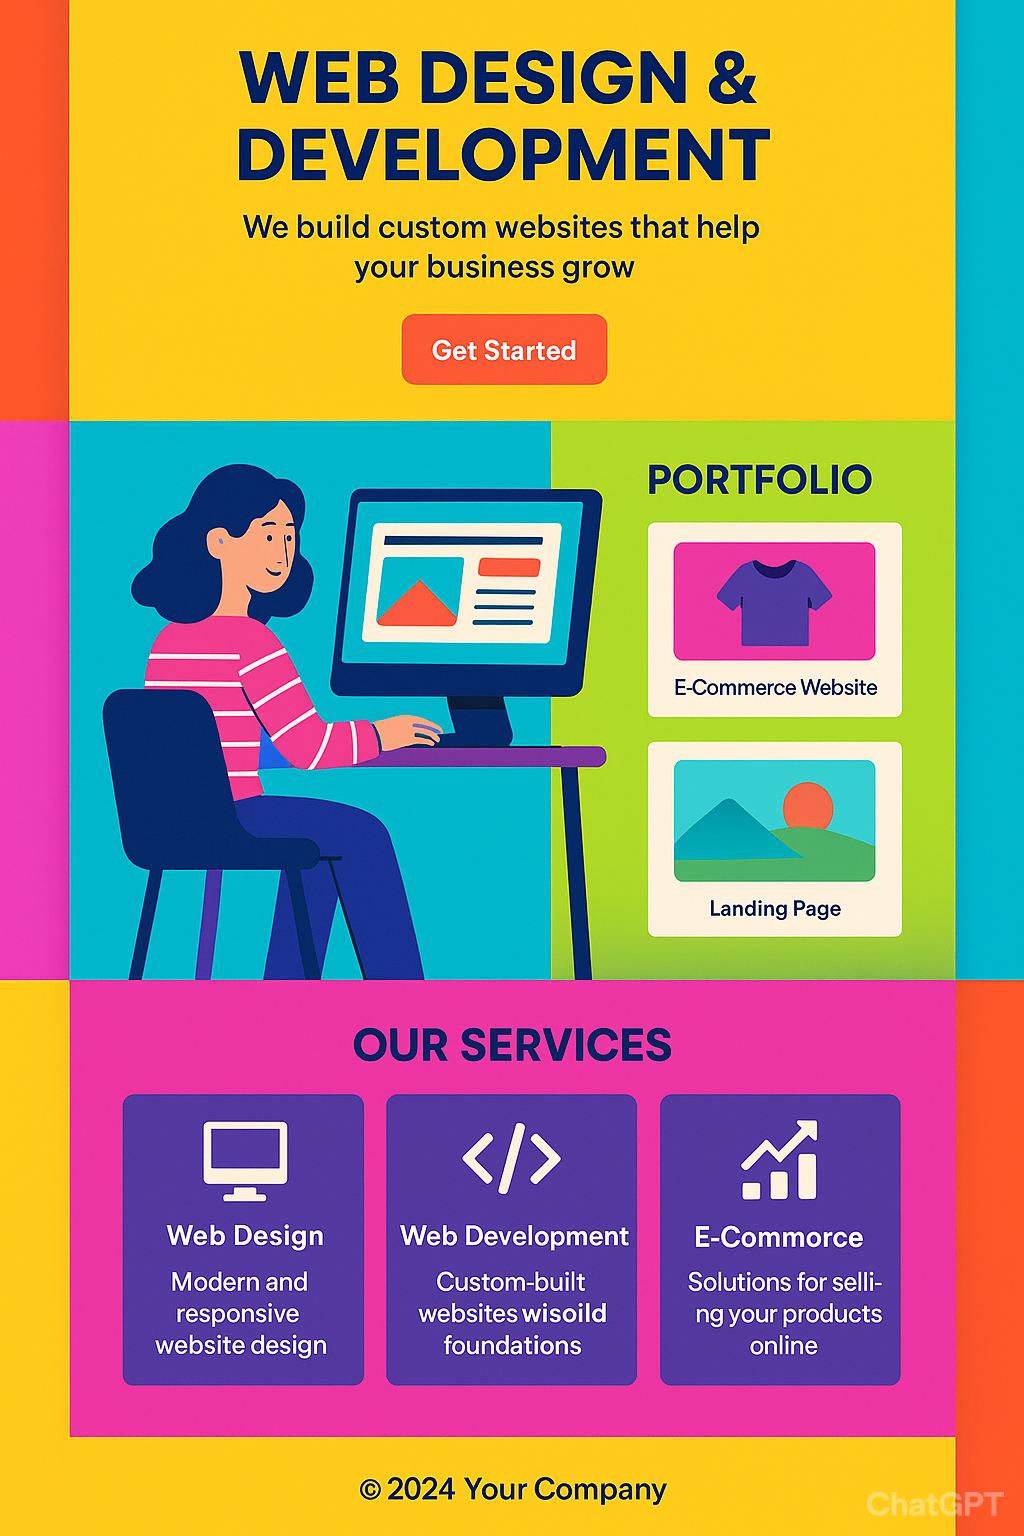 WEB DESIGN &
DEVELOPMENT
We build custom websites that help
your business grow
Get Started
PORTFOLIO
E-Commerce Website
Landing Page
OUR SERVICES
Web Design
Modern and
responsive
website design
Web Development
Custom-built
websites wisoild
foundations
E-Commorce
Solutions for selli-
ng your products
online
© 2024 Your Company
ChatGPT